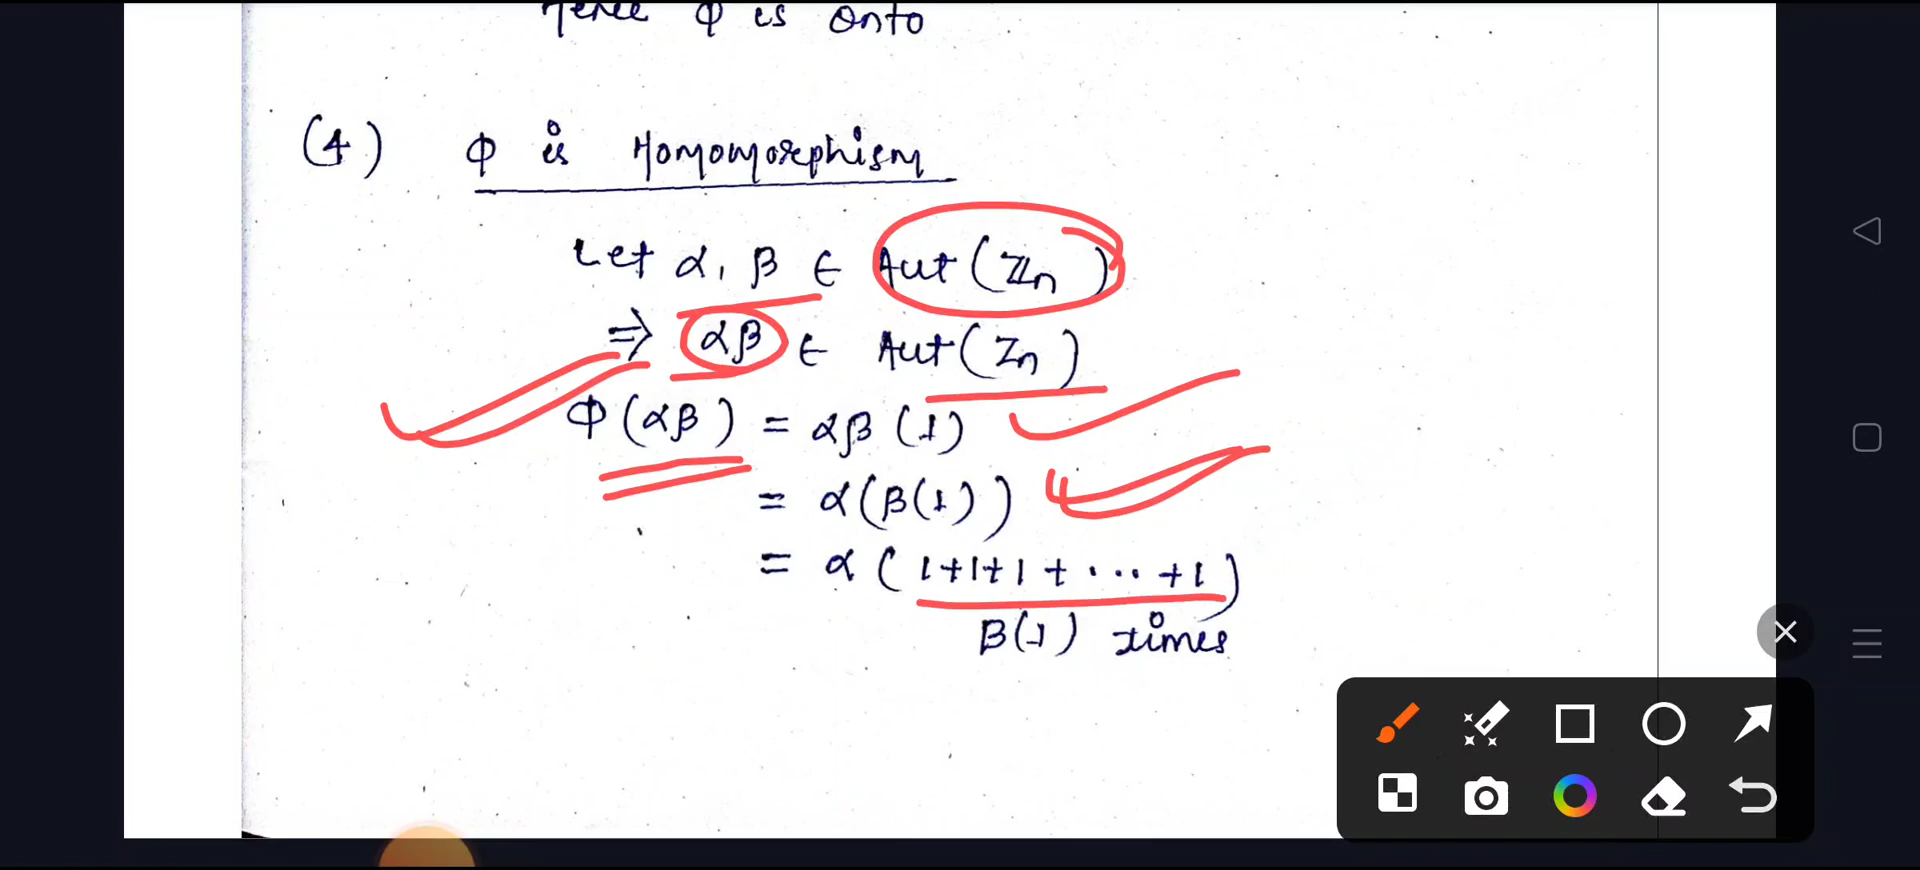 Hence Φ is onto
(4) Φ is Homomorphism
Let α, β ∈ Aut(ℤn)
⇒ αβ ∈ Aut(Zn)
Φ(αβ) = αβ(1)
= α(β(1))
= α(1+1+1+....+1)
β(1) times